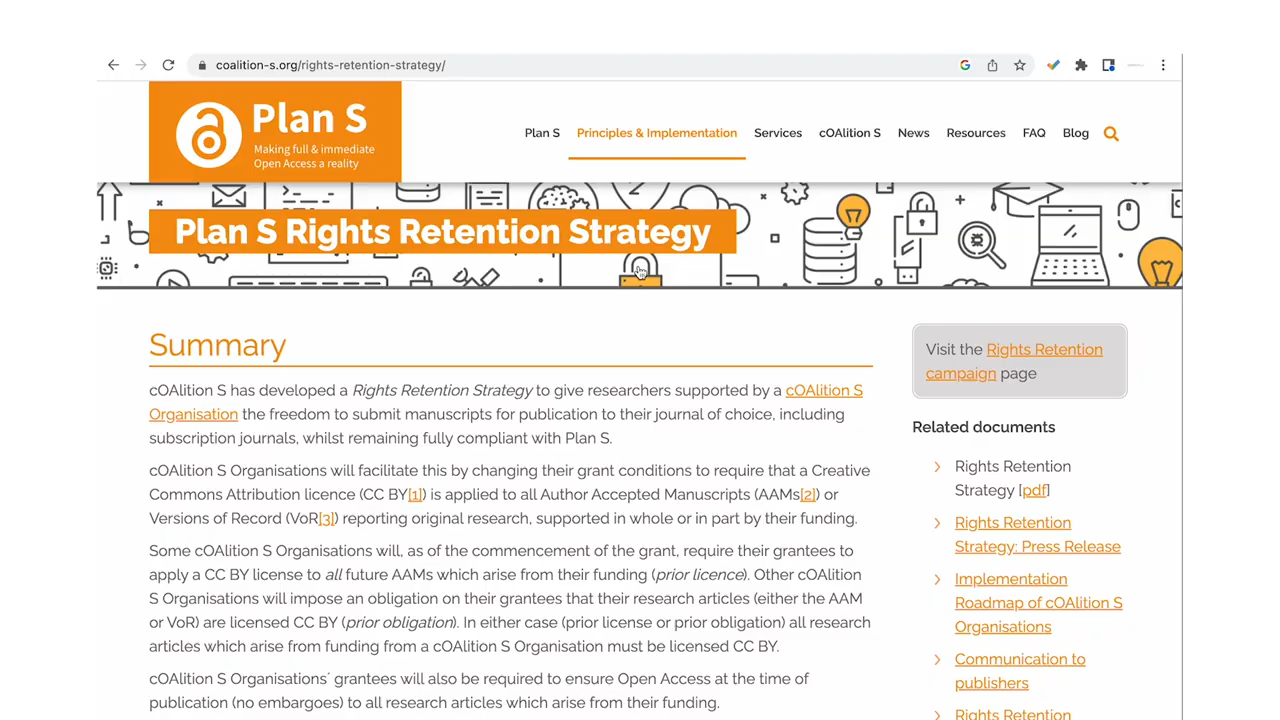 coalition-s.org/rights-retention-strategy/
Plan S
Making full & immediate
Open Access a reality
Plan S Principles & Implementation Services cOAlition S News Resources FAQ Blog
Plan S Rights Retention Strategy
Summary
cOAlition S has developed a Rights Retention Strategy to give researchers supported by a cOAlition S
Organisation the freedom to submit manuscripts for publication to their journal of choice, including
subscription journals, whilst remaining fully compliant with Plan S.
cOAlition S Organisations will facilitate this by changing their grant conditions to require that a Creative
Commons Attribution licence (CC BY[1]) is applied to all Author Accepted Manuscripts (AAMs[2]) or
Versions of Record (VoR[3]) reporting original research, supported in whole or in part by their funding.
Some cOAlition S Organisations will, as of the commencement of the grant, require their grantees to
apply a CC BY license to all future AAMs which arise from their funding (prior licence). Other cOAlition
S Organisations will impose an obligation on their grantees that their research articles (either the AAM
or VoR) are licensed CC BY (prior obligation). In either case (prior license or prior obligation) all research
articles which arise from funding from a cOAlition S Organisation must be licensed CC BY.
cOAlition S Organisations´ grantees will also be required to ensure Open Access at the time of
publication (no embargoes) to all research articles which arise from their funding.
Visit the Rights Retention
campaign page
Related documents
Rights Retention
Strategy [pdf]
Rights Retention
Strategy: Press Release
Implementation
Roadmap of cOAlition S
Organisations
Communication to
publishers
Rights Retention